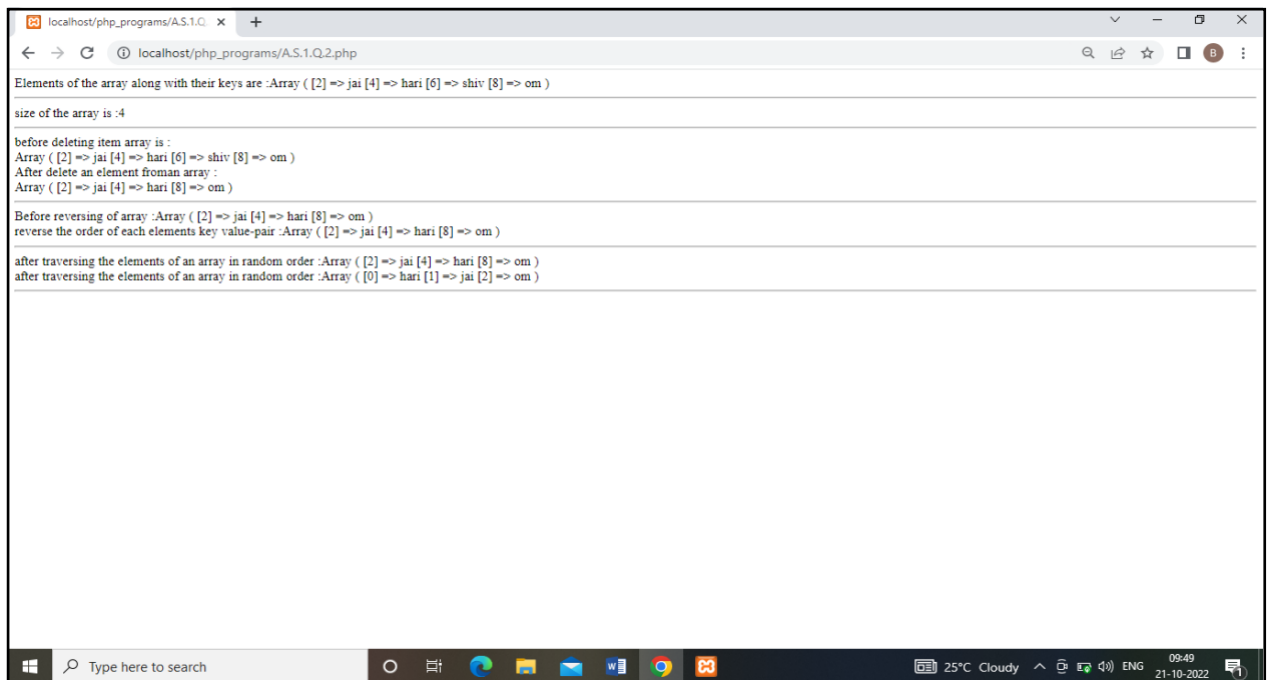 localhost/php_programs/A.S.1.Q.
localhost/php_programs/A.S.1.Q.2.php
B
Elements of the array along with their keys are :Array ( [2] => jai [4] => hari [6] => shiv [8] => om )
size of the array is :4
before deleting item array is :
Array ( [2] => jai [4] => hari [6] => shiv [8] => om )
After delete an element froman array :
Array ( [2] => jai [4] => hari [8] => om )
Before reversing of array :Array ( [2] => jai [4] => hari [8] => om )
reverse the order of each elements key value-pair :Array ( [2] => jai [4] => hari [8] => om )
after traversing the elements of an array in random order :Array ( [2] => jai [4] => hari [8] => om )
after traversing the elements of an array in random order :Array ( [0] => hari [1] => jai [2] => om )
Type here to search
25°C Cloudy
ENG
09:49
21-10-2022
1